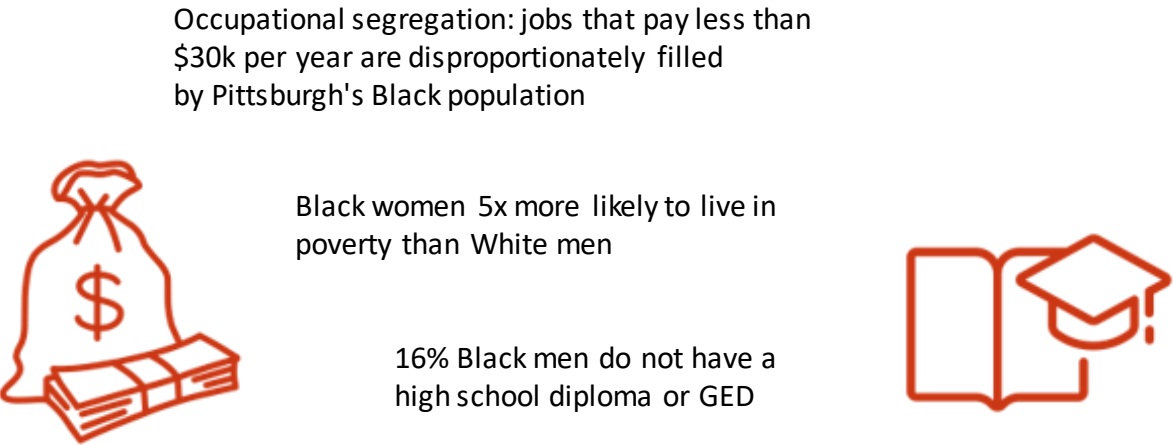 Occupational segregation: jobs that pay less than
$30k per year are disproportionately filled
by Pittsburgh's Black population
Black women 5x more likely to live in
poverty than White men
$
16% Black men do not have a
high school diploma or GED